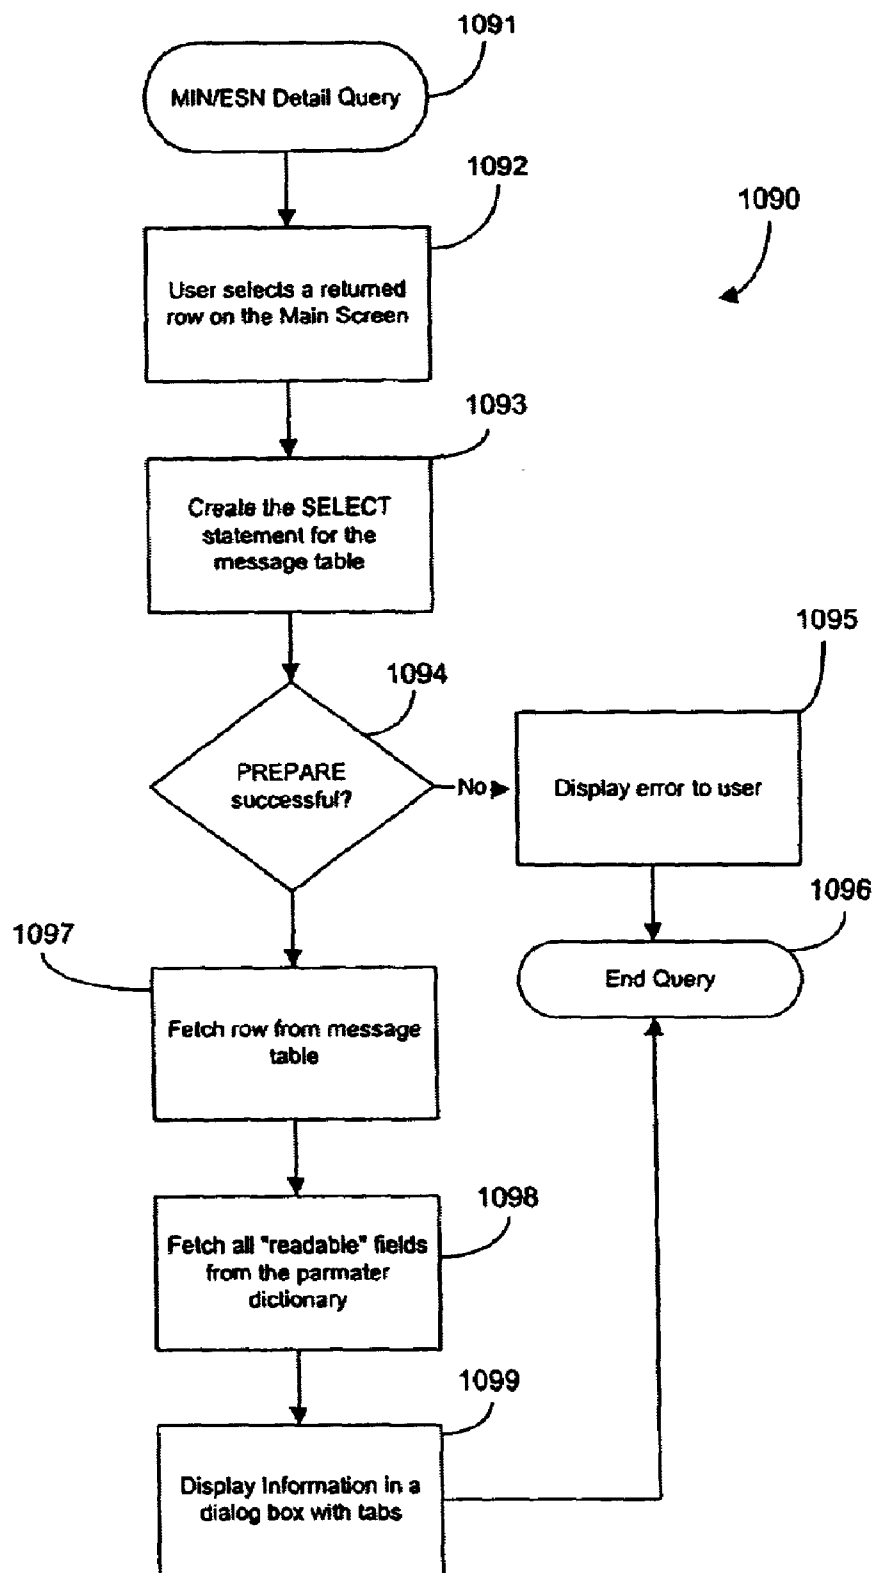 1091
MIN/ESN Detail Query
1092
1090
User selects a returned
row on the Main Screen
1093
Create the SELECT
statement for the
message table
1094
1095
PREPARE
successful?
No
Display error to user
1096
End Query
1097
Fetch row from message
table
1098
Fetch all "readable" fields
from the parmater
dictionary
1099
Display Information in a
dialog box with tabs